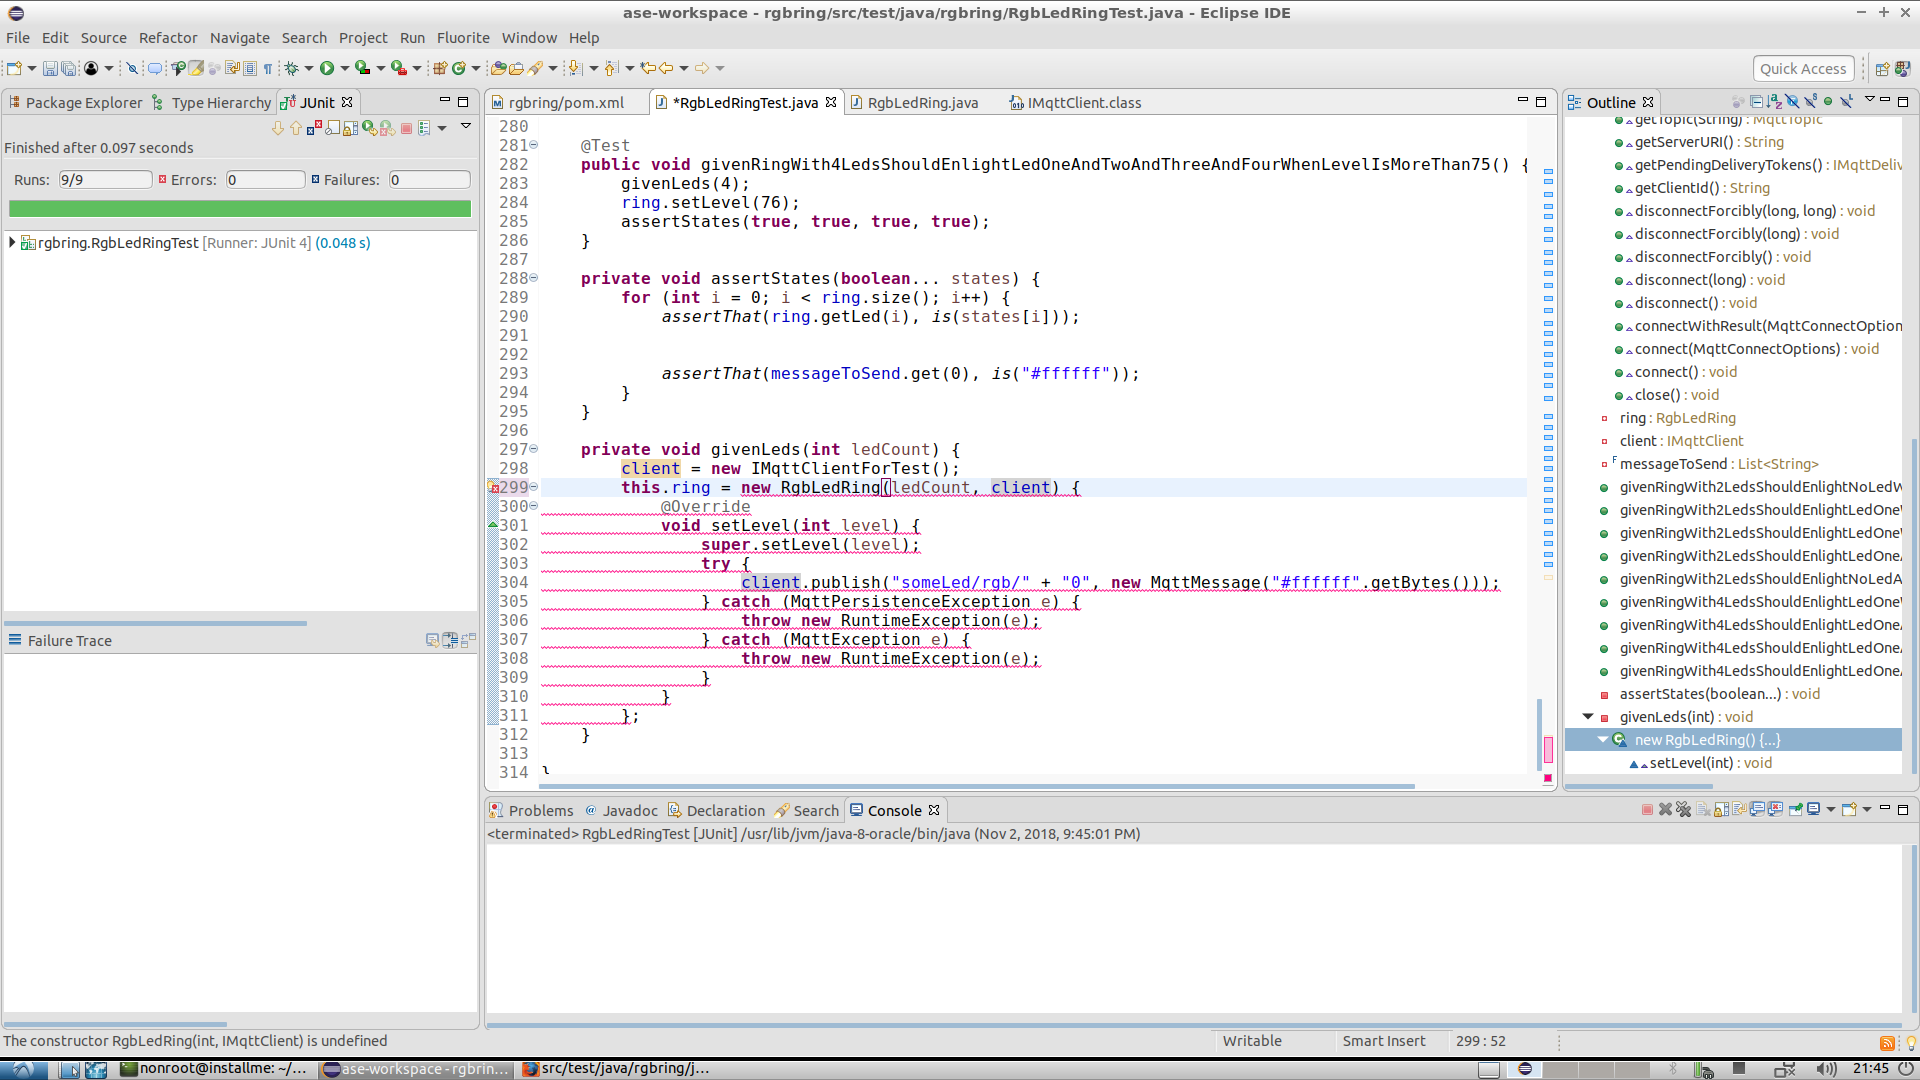 ase-workspace - rgbring/src/test/java/rgbring/RgbLedRingTest.java - Eclipse IDE
File Edit Source Refactor Navigate Search Project Run Fluorite Window Help
Quick Access
Package Explorer Type Hierarchy JUnit
Finished after 0.097 seconds
Runs: 9/9 Errors: 0 Failures: 0
rgbring.RgbLedRingTest [Runner: JUnit 4] (0.048 s)
Failure Trace
rgbring/pom.xml *RgbLedRingTest.java RgbLedRing.java IMqttClient.class
280
281 @Test
282 public void givenRingWith4LedsShouldEnlightLedOneAndTwoAndThreeAndFourWhenLevelIsMoreThan75() {
283 givenLeds(4);
284 ring.setLevel(76);
285 assertStates(true, true, true, true);
286 }
287
288 private void assertStates(boolean... states) {
289 for (int i = 0; i < ring.size(); i++) {
290 assertThat(ring.getLed(i), is(states[i]));
291
292
293 assertThat(messageToSend.get(0), is("#ffffff"));
294 }
295 }
296
297 private void givenLeds(int ledCount) {
298 client = new IMqttClientForTest();
299 this.ring = new RgbLedRing(ledCount, client) {
300 @Override
301 void setLevel(int level) {
302 super.setLevel(level);
303 try {
304 client.publish("someLed/rgb/" + "0", new MqttMessage("#ffffff".getBytes()));
305 } catch (MqttPersistenceException e) {
306 throw new RuntimeException(e);
307 } catch (MqttException e) {
308 throw new RuntimeException(e);
309 }
310 }
311 };
312 }
313
314 }
Outline
getTopic(String) : MqttTopic
getServerURI() : String
getPendingDeliveryTokens() : IMqttDeliv
getClientId() : String
disconnectForcibly(long, long) : void
disconnectForcibly(long) : void
disconnectForcibly() : void
disconnect(long) : void
disconnect() : void
connectWithResult(MqttConnectOption
connect(MqttConnectOptions) : void
connect() : void
close() : void
ring : RgbLedRing
client : IMqttClient
messageToSend : List<String>
givenRingWith2LedsShouldEnlightNoLedW
givenRingWith2LedsShouldEnlightLedOne
givenRingWith2LedsShouldEnlightLedOne
givenRingWith2LedsShouldEnlightLedOneA
givenRingWith2LedsShouldEnlightNoLedA
givenRingWith4LedsShouldEnlightLedOne
givenRingWith4LedsShouldEnlightLedOneA
givenRingWith4LedsShouldEnlightLedOneA
givenRingWith4LedsShouldEnlightLedOneA
assertStates(boolean...) : void
givenLeds(int) : void
new RgbLedRing() {...}
setLevel(int) : void
Problems Javadoc Declaration Search Console
<terminated> RgbLedRingTest [JUnit] /usr/lib/jvm/java-8-oracle/bin/java (Nov 2, 2018, 9:45:01 PM)
The constructor RgbLedRing(int, IMqttClient) is undefined
Writable Smart Insert 299 : 52
nonroot@installme: ~/... ase-workspace - rgbrin... src/test/java/rgbring/j... 21:45